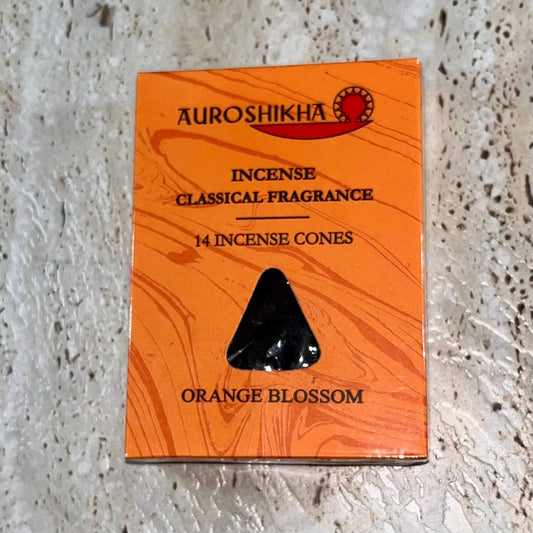 AUROSHIKHA
INCENSE
CLASSICAL FRAGRANCE
14 INCENSE CONES
ORANGE BLOSSOM